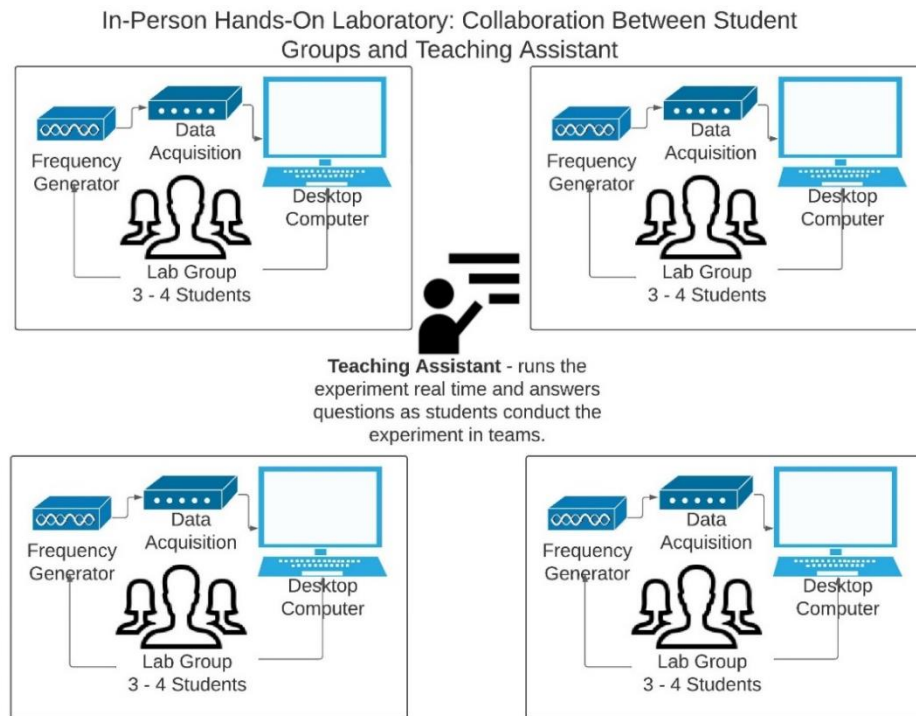 In-Person Hands-On Laboratory: Collaboration Between Student
Groups and Teaching Assistant
Frequency
Generator
Data
Acquisition
Desktop
Computer
Lab Group
3 - 4 Students
Frequency
Generator
Data
Acquisition
Desktop
Computer
Lab Group
3 - 4 Students
Teaching Assistant - runs the
experiment real time and answers
questions as students conduct the
experiment in teams.
Frequency
Generator
Data
Acquisition
Desktop
Computer
Lab Group
3 - 4 Students
Frequency
Generator
Data
Acquisition
Desktop
Computer
Lab Group
3 - 4 Students